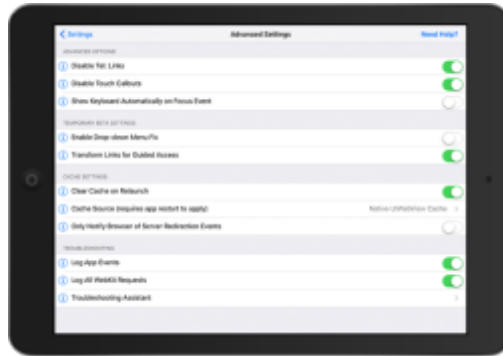 Settings
Advanced Settings
Need Help?
ADVANCED OPTIONS
Disable Tel: Links
Disable Touch Callouts
Show Keyboard Automatically on Focus Event
TEMPORARY BETA SETTINGS
Enable Drop-down Menu Fix
Transform Links for Guided Access
CACHE SETTINGS
Clear Cache on Relaunch
Cache Source (requires app restart to apply)
Native UIWebView Cache
Only Notify Browser of Server Redirection Events
TROUBLESHOOTING
Log App Events
Log All WebKit Requests
Troubleshooting Assistant